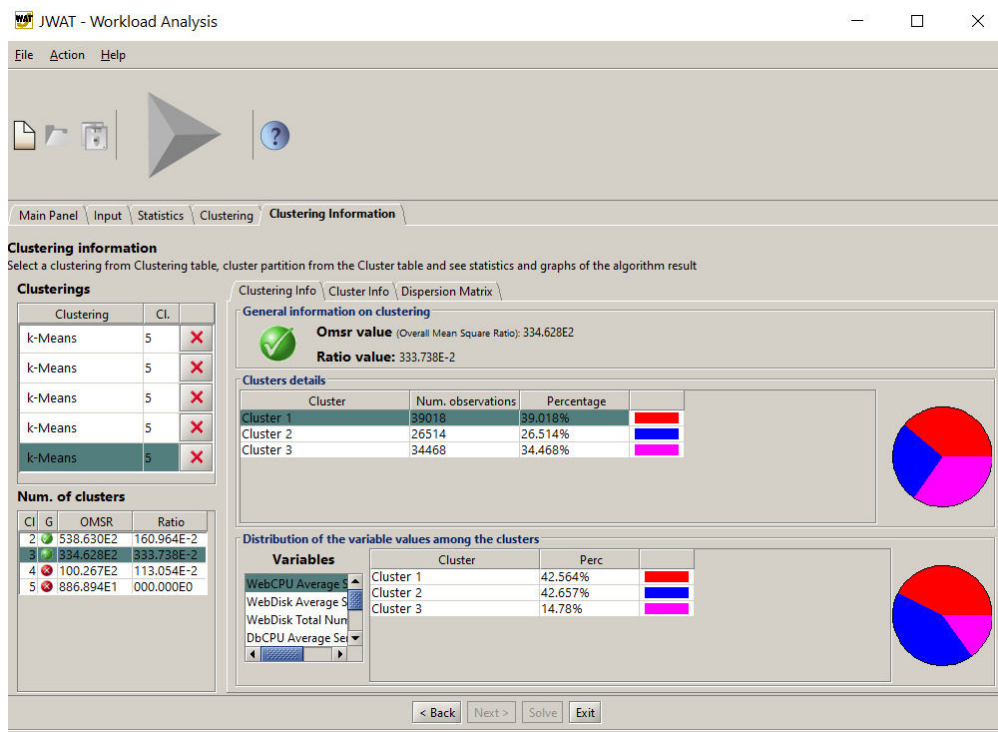 JWAT - Workload Analysis
File Action Help
Main Panel Input Statistics Clustering Clustering Information
Clustering information
Select a clustering from Clustering table, cluster partition from the Cluster table and see statistics and graphs of the algorithm result
Clusterings
Clustering Cl.
k-Means 5
k-Means 5
k-Means 5
k-Means 5
k-Means 5
Num. of clusters
Cl G OMSR Ratio
2 538.630E2 160.964E-2
3 334.628E2 333.738E-2
4 100.267E2 113.054E-2
5 886.894E1 000.000E0
Clustering Info Cluster Info Dispersion Matrix
General information on clustering
Omsr value (Overall Mean Square Ratio): 334.628E2
Ratio value: 333.738E-2
Clusters details
Cluster Num. observations Percentage
Cluster 1 39018 39.018%
Cluster 2 26514 26.514%
Cluster 3 34468 34.468%
Distribution of the variable values among the clusters
Variables
WebCPU Average S
WebDisk Average S
WebDisk Total Num
DbCPU Average Ser
Cluster Perc
Cluster 1 42.564%
Cluster 2 42.657%
Cluster 3 14.78%
< Back Next > Solve Exit